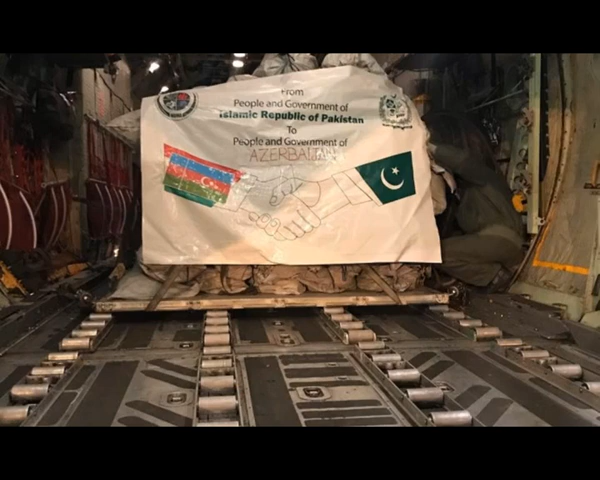 From
People and Government of
Islamic Republic of Pakistan
To
People and Government of
AZERBAIJAN